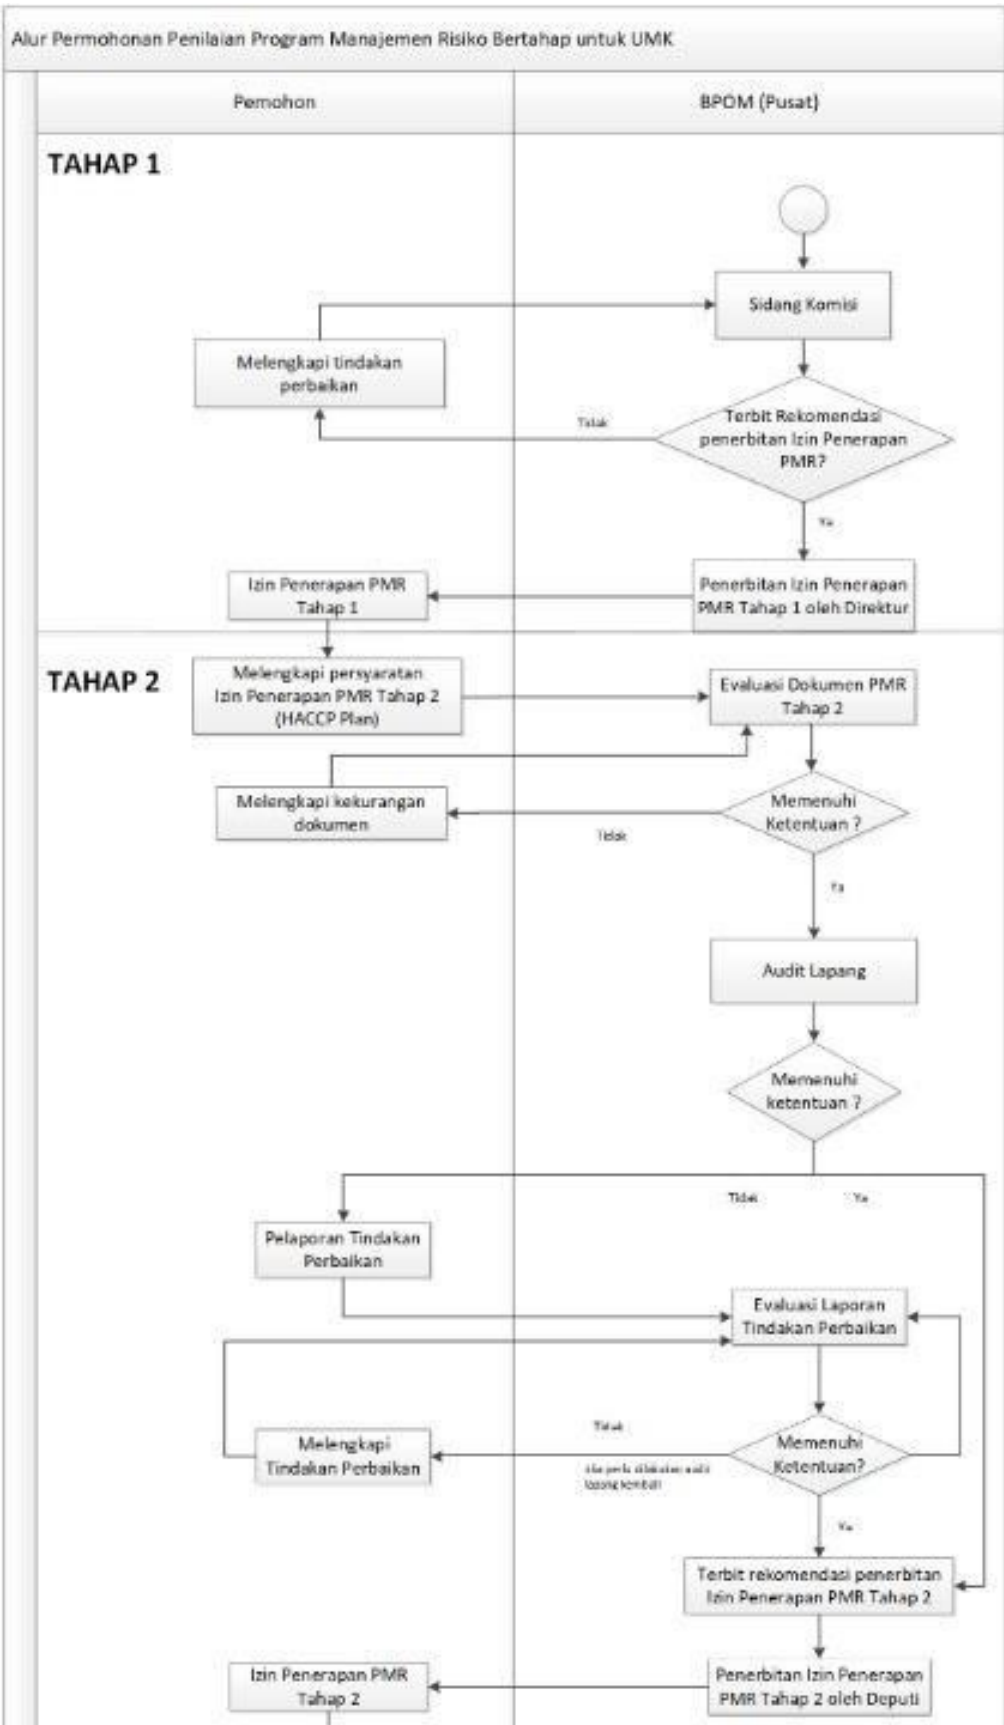 Alur Permohonan Penilaian Program Manajemen Risiko Bertahap untuk UMK
Pemohon
BPOM (Pusat)
TAHAP 1
Sidang Komisi
Melengkapi tindakan
perbaikan
Terbit Rekomendasi
penerbitan Izin Penerapan
PMR?
Tidak
Ya
Izin Penerapan PMR
Tahap 1
Penerbitan Izin Penerapan
PMR Tahap 1 oleh Direktur
TAHAP 2
Melengkapi persyaratan
Izin Penerapan PMR Tahap 2
(HACCP Plan)
Evaluasi Dokumen PMR
Tahap 2
Melengkapi kekurangan
dokumen
Memenuhi
Ketentuan ?
Tidak
Ya
Audit Lapang
Memenuhi
ketentuan ?
Tidak
Ya
Pelaporan Tindakan
Perbaikan
Evaluasi Laporan
Tindakan Perbaikan
Tidak
Melengkapi
Tindakan Perbaikan
Memenuhi
Ketentuan?
perlu dilakukan audit
lapang kembali
Ya
Terbit rekomendasi penerbitan
Izin Penerapan PMR Tahap 2
Izin Penerapan PMR
Tahap 2
Penerbitan Izin Penerapan
PMR Tahap 2 oleh Deputi